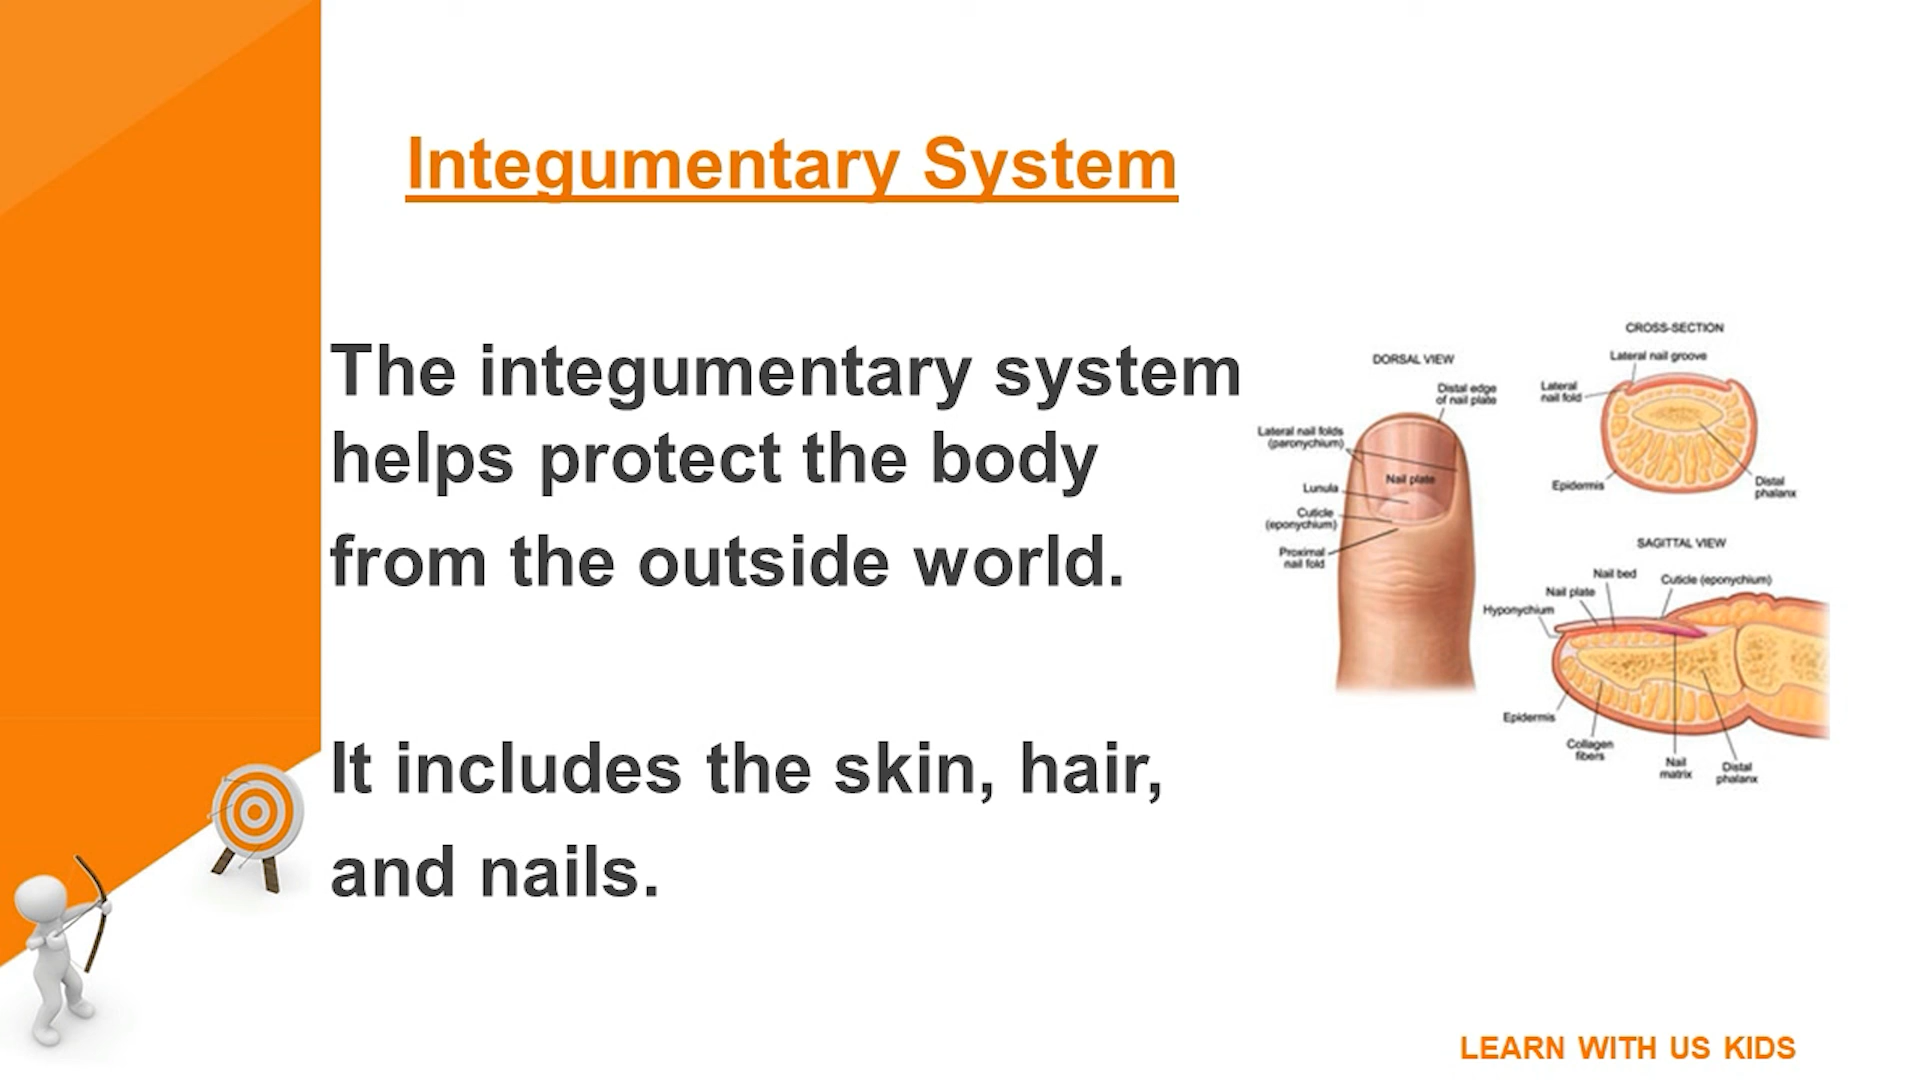 Integumentary System
The integumentary system
helps protect the body
from the outside world.
It includes the skin, hair,
and nails.
DORSAL VIEW
Distal edge
of nail plate
Lateral nail folds
(paronychium)
Nail plate
Lunula
Cuticle
(eponychium)
Proximal
nail fold
CROSS-SECTION
Lateral nail groove
Lateral
nail fold
Epidermis
Distal
phalanx
SAGITTAL VIEW
Nail bed
Cuticle (eponychium)
Nail plate
Hyponychium
Epidermis
Collagen
fibers
Nail
matrix
Distal
phalanx
LEARN WITH US KIDS